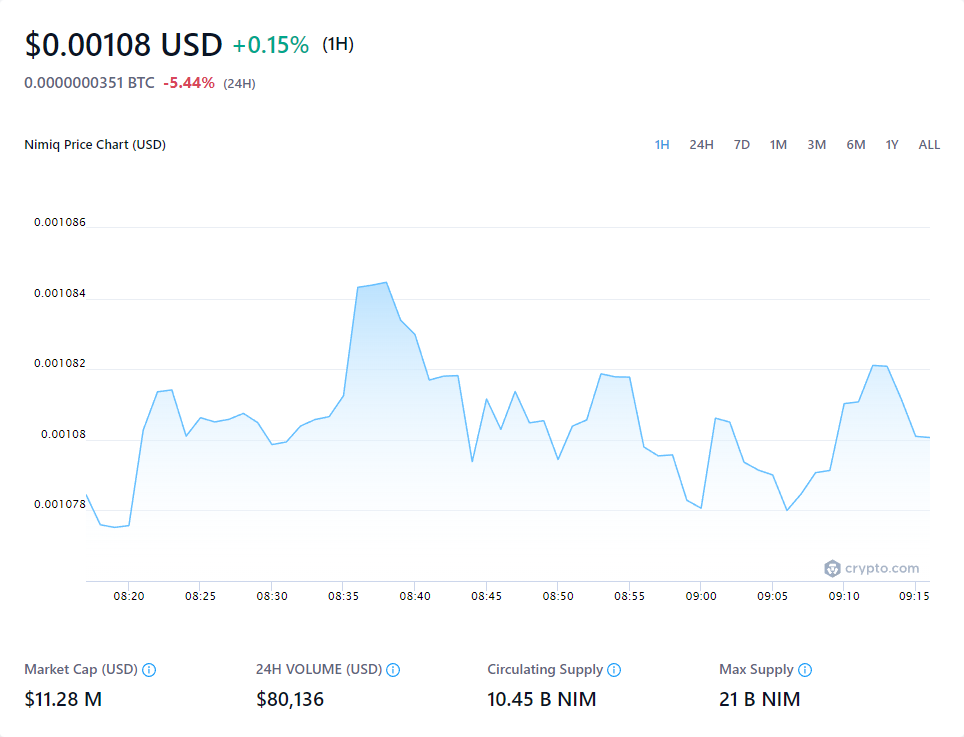 $0.00108 USD +0.15% (1H)
0.0000000351 BTC -5.44% (24H)
Nimiq Price Chart (USD) 1H 24H 7D 1M 3M 6M 1Y ALL
0.001086
0.001084
0.001082
0.00108
0.001078
crypto.com
08:20 08:25 08:30 08:35 08:40 08:45 08:50 08:55 09:00 09:05 09:10 09:15
Market Cap (USD) 24H VOLUME (USD) Circulating Supply Max Supply
$11.28 M $80,136 10.45 B NIM 21 B NIM